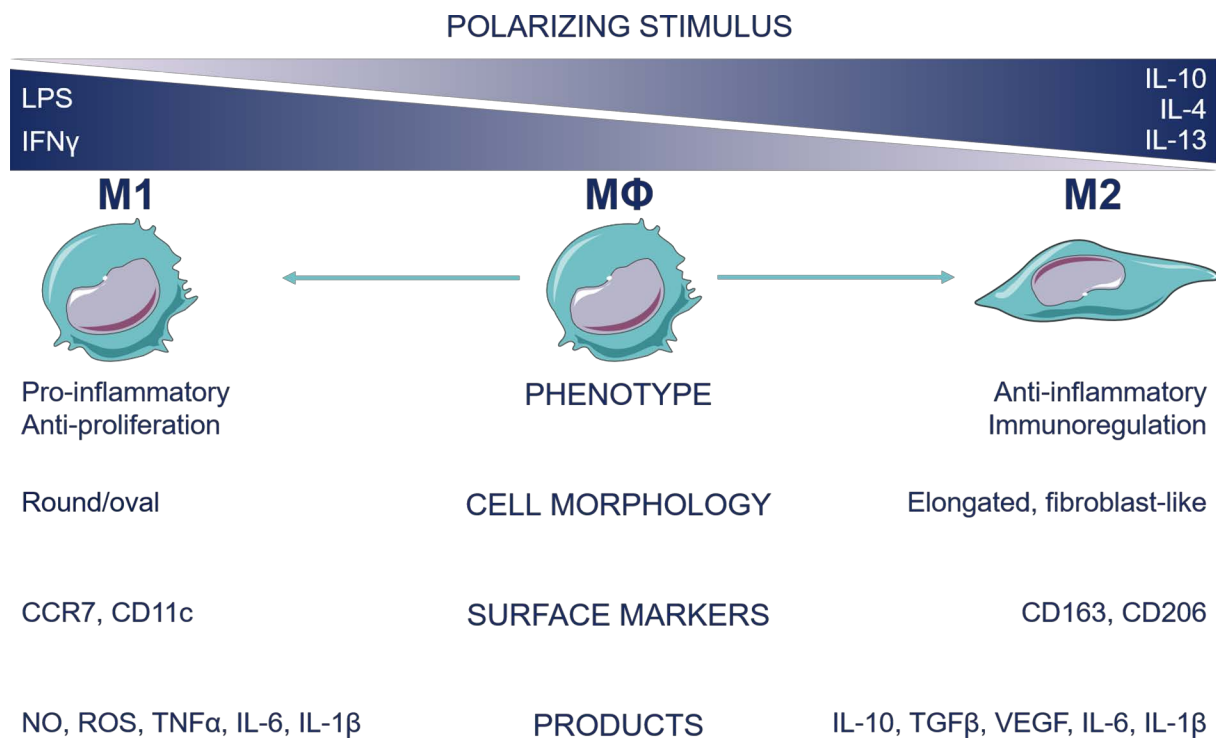 POLARIZING STIMULUS
LPS
IFNγ
IL-10
IL-4
IL-13
M1
MΦ
M2
Pro-inflammatory
Anti-proliferation
PHENOTYPE
Anti-inflammatory
Immunoregulation
Round/oval
CELL MORPHOLOGY
Elongated, fibroblast-like
CCR7, CD11c
SURFACE MARKERS
CD163, CD206
NO, ROS, TNFα, IL-6, IL-1β
PRODUCTS
IL-10, TGFβ, VEGF, IL-6, IL-1β